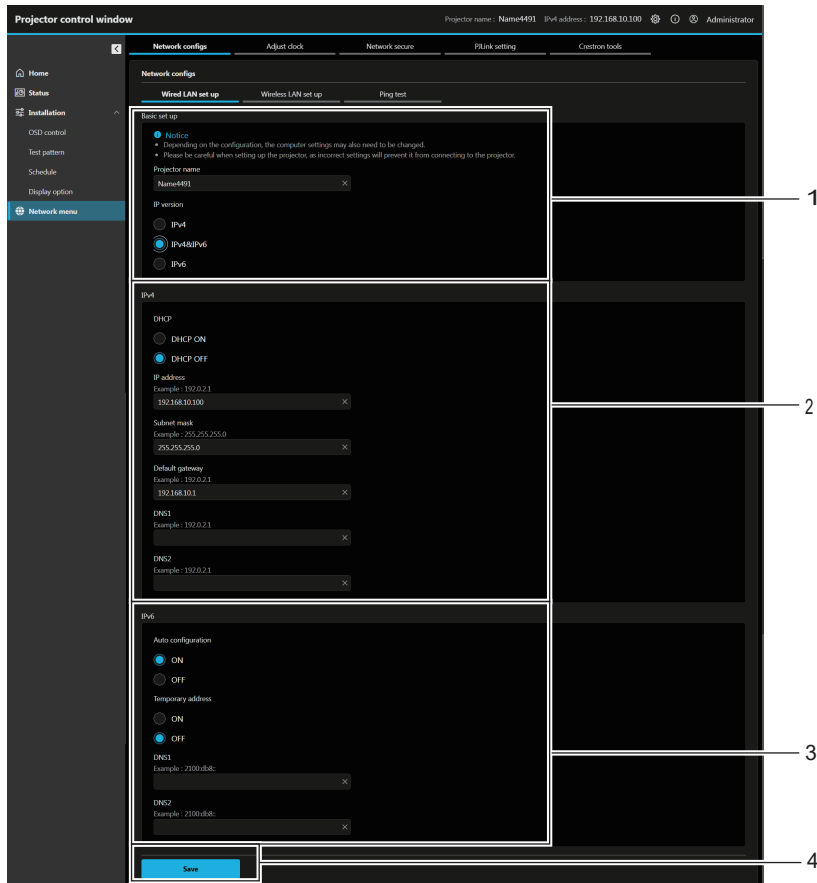 Projector control window
Projector name : Name4491 IPv4 address : 192.168.10.100 Administrator
Network configs Adjust clock Network secure PJLink setting Crestron tools
Home
Status
Installation
OSD control
Test pattern
Schedule
Display option
Network menu
Network configs
Wired LAN set up Wireless LAN set up Ping test
Basic set up
Notice
• Depending on the configuration, the computer settings may also need to be changed.
• Please be careful when setting up the projector, as incorrect settings will prevent it from connecting to the projector.
Projector name
Name4491
IP version
IPv4
IPv4&IPv6
IPv6
1
IPv4
DHCP
DHCP ON
DHCP OFF
IP address
Example : 192.0.2.1
192.168.10.100
Subnet mask
Example : 255.255.255.0
255.255.255.0
Default gateway
Example : 192.0.2.1
192.168.10.1
DNS1
Example : 192.0.2.1
DNS2
Example : 192.0.2.1
2
IPv6
Auto configuration
ON
OFF
Temporary address
ON
OFF
DNS1
Example : 2100:db8::
DNS2
Example : 2100:db8::
3
Save
4